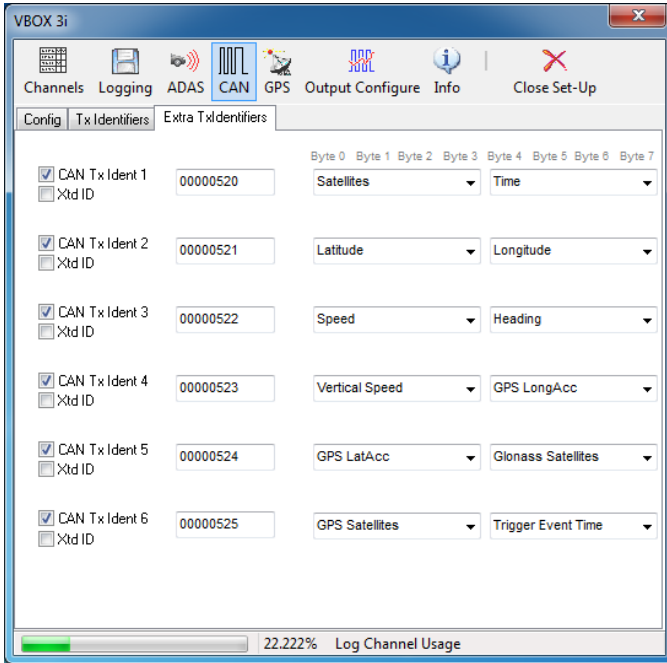 VBOX 3i
x
Channels Logging ADAS CAN GPS Output Configure Info Close Set-Up
Config Tx Identifiers Extra TxIdentifiers
Byte 0 Byte 1 Byte 2 Byte 3 Byte 4 Byte 5 Byte 6 Byte 7
CAN Tx Ident 1 00000520 Satellites Time
Xtd ID
CAN Tx Ident 2 00000521 Latitude Longitude
Xtd ID
CAN Tx Ident 3 00000522 Speed Heading
Xtd ID
CAN Tx Ident 4 00000523 Vertical Speed GPS LongAcc
Xtd ID
CAN Tx Ident 5 00000524 GPS LatAcc Glonass Satellites
Xtd ID
CAN Tx Ident 6 00000525 GPS Satellites Trigger Event Time
Xtd ID
22.222% Log Channel Usage